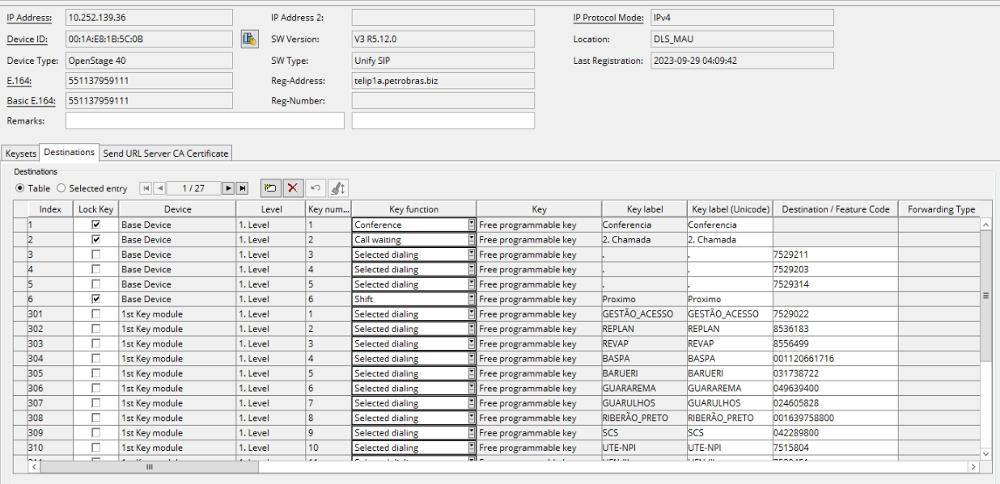 IP Address: 10.252.139.36 IP Address 2: IP Protocol Mode: IPv4
Device ID: 00:1A:E8:1B:5C:0B SW Version: V3 R5.12.0 Location: DLS_MAU
Device Type: OpenStage 40 SW Type: Unify SIP Last Registration: 2023-09-29 04:09:42
E.164: 551137959111 Reg-Address: telip1a.petrobras.biz
Basic E.164: 551137959111 Reg-Number:
Remarks:
Keysets Destinations Send URL Server CA Certificate
Destinations
Table Selected entry 1 / 27
Index Lock Key Device Level Key num... Key function Key Key label Key label (Unicode) Destination / Feature Code Forwarding Type
1 Base Device 1. Level 1 Conference Free programmable key Conferencia Conferencia
2 Base Device 1. Level 2 Call waiting Free programmable key 2. Chamada 2. Chamada
3 Base Device 1. Level 3 Selected dialing Free programmable key . . 7529211
4 Base Device 1. Level 4 Selected dialing Free programmable key . . 7529203
5 Base Device 1. Level 5 Selected dialing Free programmable key . . 7529314
6 Base Device 1. Level 6 Shift Free programmable key Proximo Proximo
301 1st Key module 1. Level 1 Selected dialing Free programmable key GESTÃO_ACESSO GESTÃO_ACESSO 7529022
302 1st Key module 1. Level 2 Selected dialing Free programmable key REPLAN REPLAN 8536183
303 1st Key module 1. Level 3 Selected dialing Free programmable key REVAP REVAP 8556499
304 1st Key module 1. Level 4 Selected dialing Free programmable key BASPA BASPA 001120661716
305 1st Key module 1. Level 5 Selected dialing Free programmable key BARUERI BARUERI 031738722
306 1st Key module 1. Level 6 Selected dialing Free programmable key GUARAREMA GUARAREMA 049639400
307 1st Key module 1. Level 7 Selected dialing Free programmable key GUARULHOS GUARULHOS 024605828
308 1st Key module 1. Level 8 Selected dialing Free programmable key RIBERÃO_PRETO RIBERÃO_PRETO 001639758800
309 1st Key module 1. Level 9 Selected dialing Free programmable key SCS SCS 042289800
310 1st Key module 1. Level 10 Selected dialing Free programmable key UTE-NPI UTE-NPI 7515804